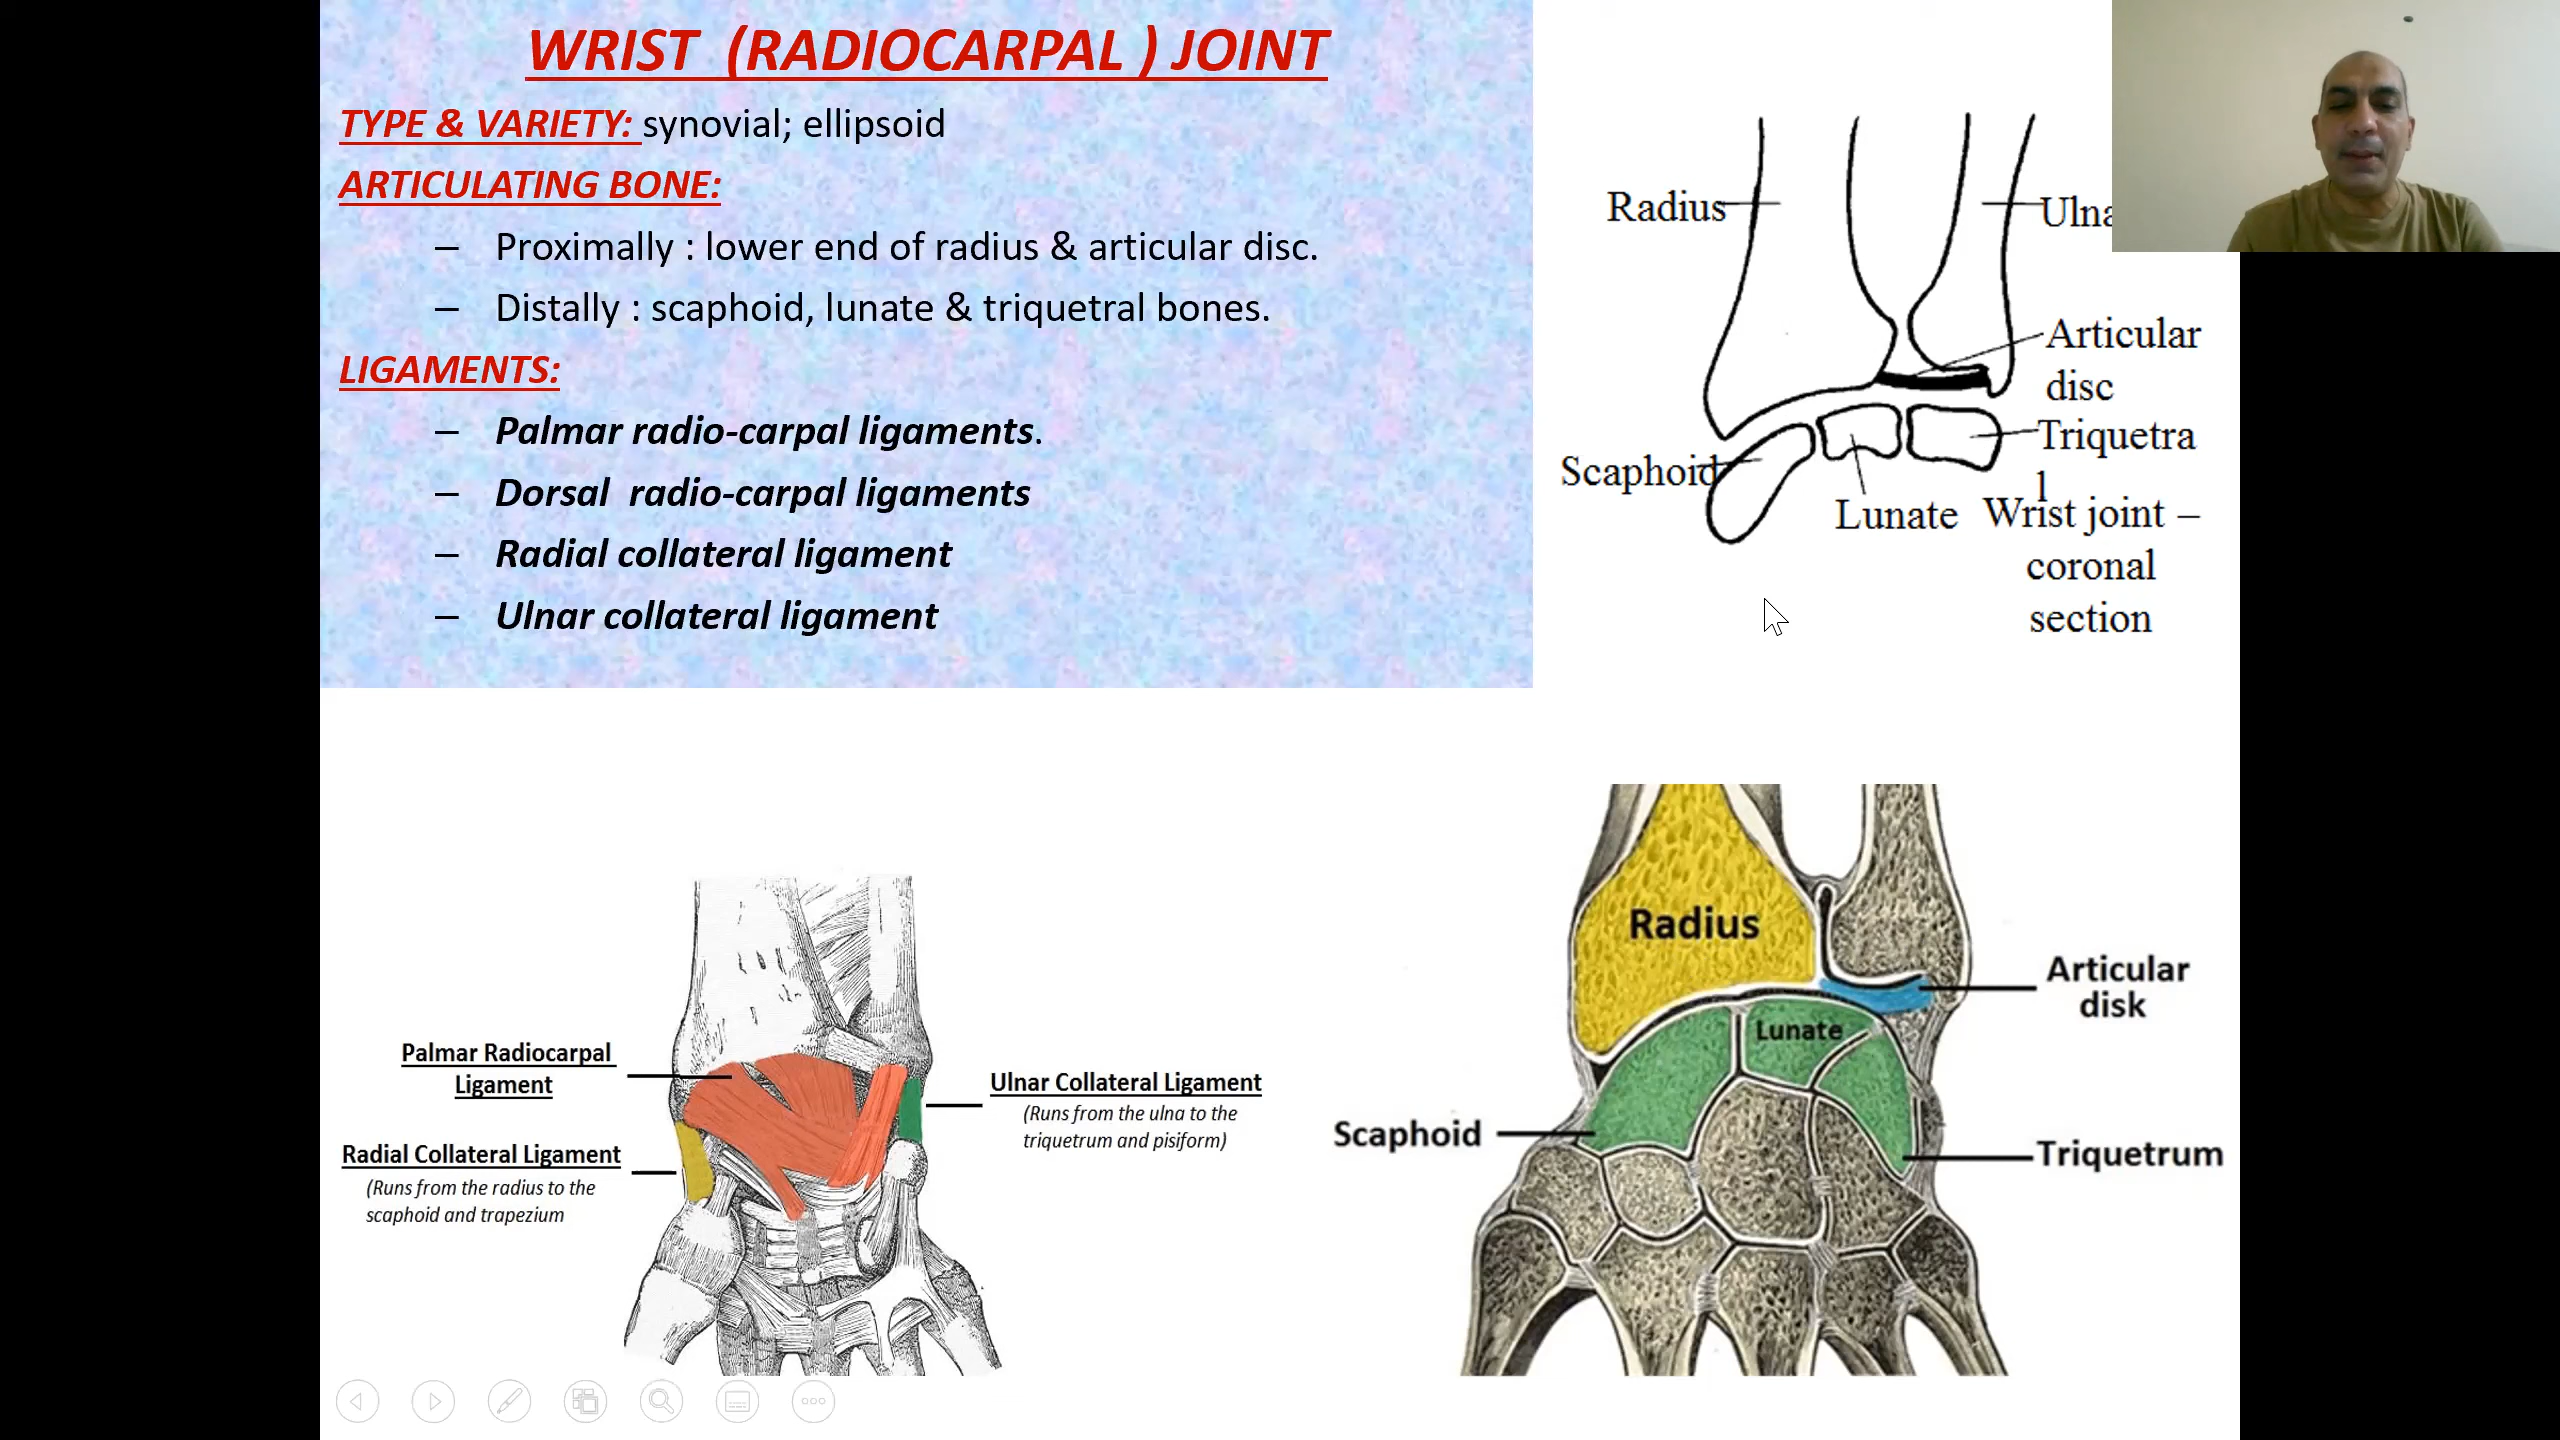 WRIST (RADIOCARPAL ) JOINT
TYPE & VARIETY: synovial; ellipsoid
ARTICULATING BONE:
– Proximally : lower end of radius & articular disc.
– Distally : scaphoid, lunate & triquetral bones.
LIGAMENTS:
– Palmar radio-carpal ligaments.
– Dorsal radio-carpal ligaments
– Radial collateral ligament
– Ulnar collateral ligament
Radius
Ulna
Articular
disc
Triquetra
l
Scaphoid
Lunate
Wrist joint –
coronal
section
Palmar Radiocarpal
Ligament
Radial Collateral Ligament
(Runs from the radius to the
scaphoid and trapezium
Ulnar Collateral Ligament
(Runs from the ulna to the
triquetrum and pisiform)
Radius
Articular
disk
Lunate
Scaphoid
Triquetrum